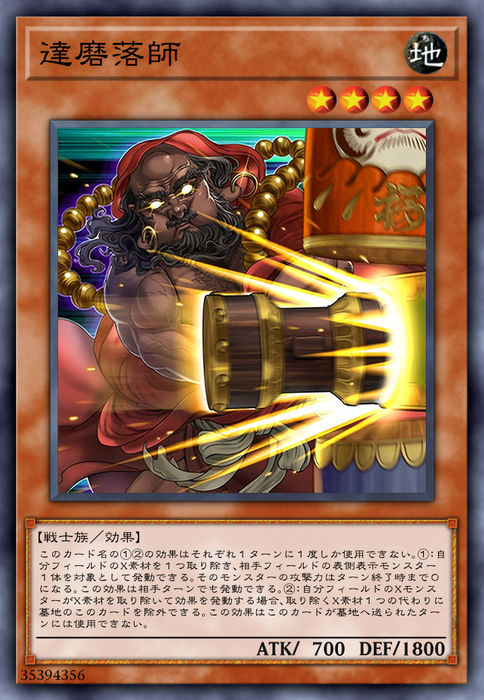 達磨落師
ち
地
福
【戦士族／効果】
このカード名の①②の効果はそれぞれ１ターンに１度しか使用できない。①：自
分フィールドのX素材を１つ取り除き、相手フィールドの表側表示モンスター
１体を対象として発動できる。そのモンスターの攻撃力はターン終了時まで０
になる。この効果は相手ターンでも発動できる。②：自分フィールドのXモンス
ターがX素材を取り除いて効果を発動する場合、取り除くX素材１つの代わりに
墓地のこのカードを除外できる。この効果はこのカードが墓地へ送られたター
ンには使用できない。
ATK/ 700 DEF/1800
35394356